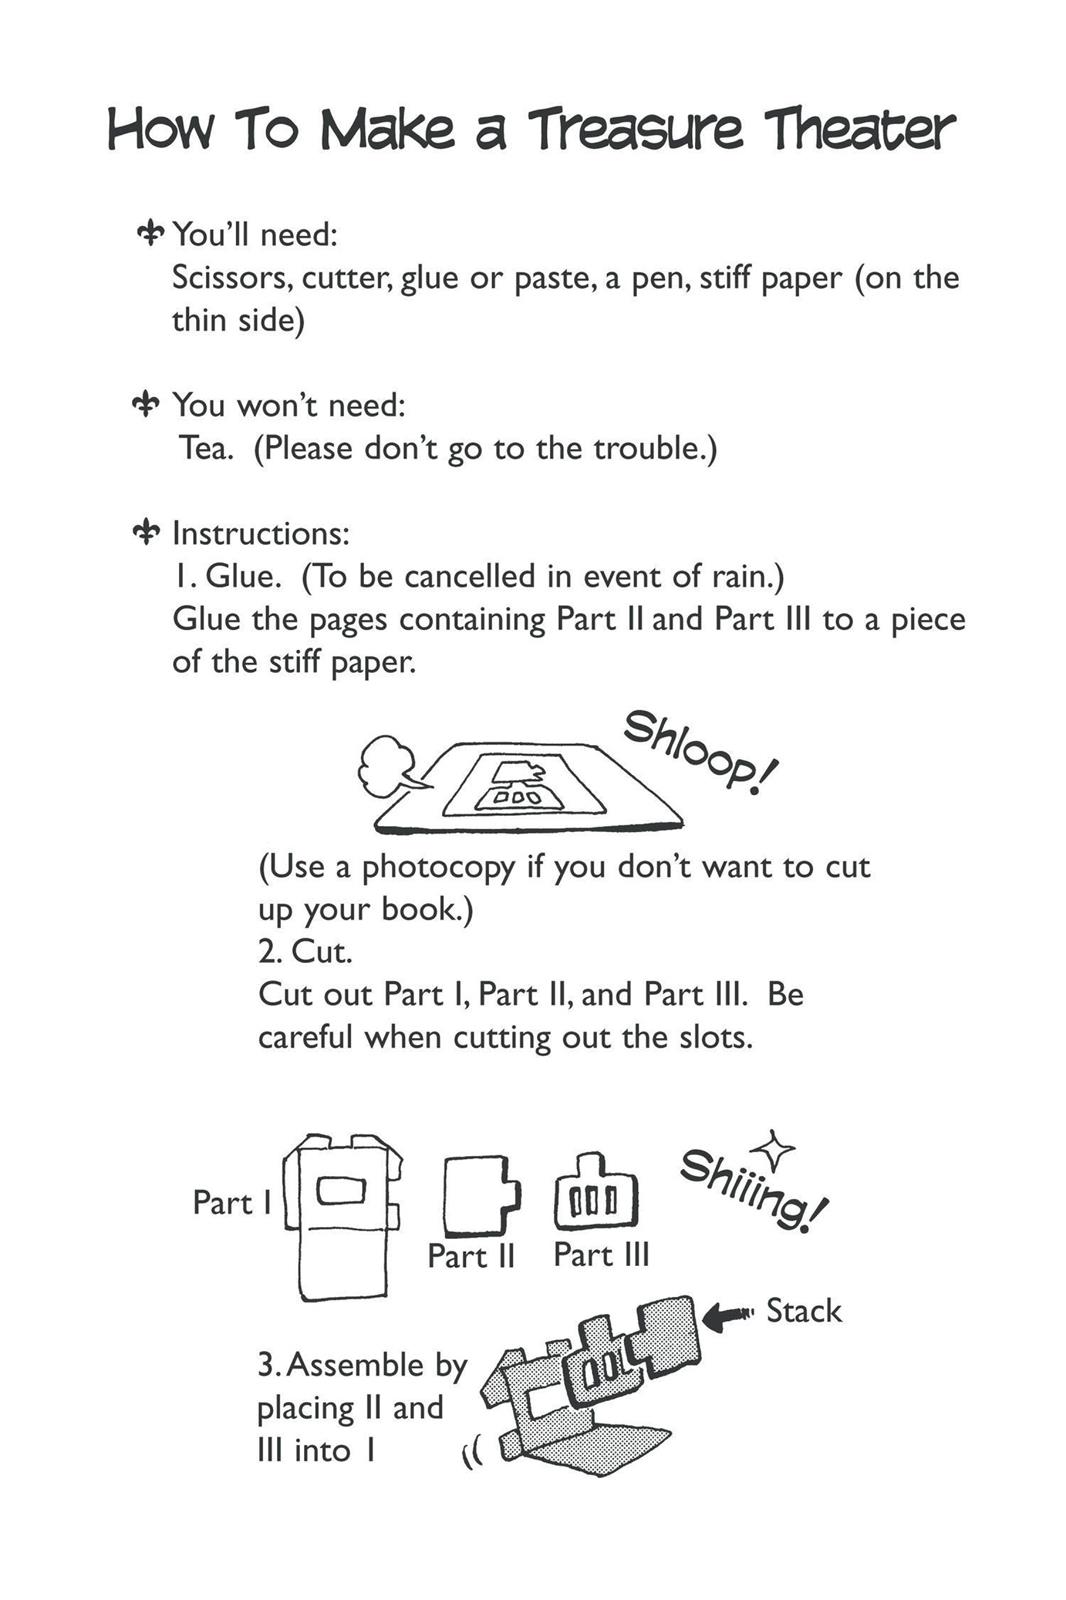 How To Make a Treasure Theater
You'll need:
Scissors, cutter, glue or paste, a pen, stiff paper (on the
thin side)
You won't need:
Tea. (Please don't go to the trouble.)
Instructions:
1. Glue. (To be cancelled in event of rain.)
Glue the pages containing Part II and Part III to a piece
of the stiff paper.
Shloop!
(Use a photocopy if you don't want to cut
up your book.)
2. Cut.
Cut out Part I, Part II, and Part III. Be
careful when cutting out the slots.
Shiiing!
Part I
Part II
Part III
Stack
3. Assemble by
placing II and
III into I